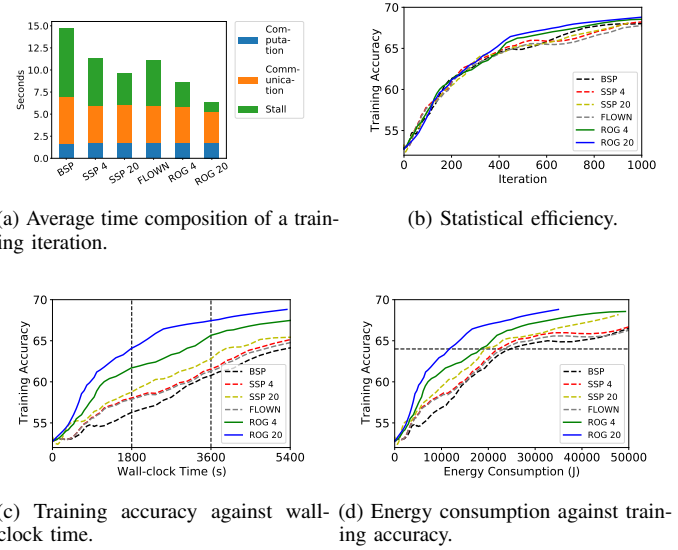 15.0
12.5
10.0
7.5
5.0
2.5
0.0
Seconds
BSP
SSP 4
SSP 20
FLOWN
ROG 4
ROG 20
Com-
puta-
tion
Comm-
unica-
tion
Stall
70
65
60
55
Training Accuracy
0
200
400
600
800
1000
Iteration
BSP
SSP 4
SSP 20
FLOWN
ROG 4
ROG 20
(a) Average time composition of a train-
ing iteration.
(b) Statistical efficiency.
70
65
60
55
Training Accuracy
0
1800
3600
5400
Wall-clock Time (s)
BSP
SSP 4
SSP 20
FLOWN
ROG 4
ROG 20
70
65
60
55
Training Accuracy
0
10000
20000
30000
40000
50000
Energy Consumption (J)
BSP
SSP 4
SSP 20
FLOWN
ROG 4
ROG 20
(c) Training accuracy against wall-
clock time.
(d) Energy consumption against train-
ing accuracy.